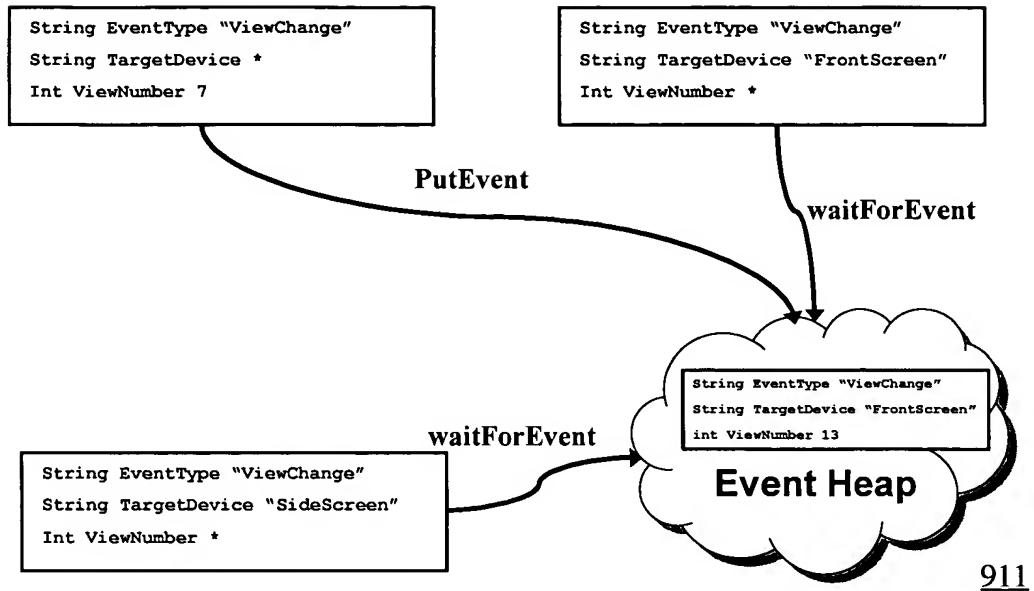 String EventType “ViewChange”
String TargetDevice *
Int ViewNumber 7
String EventType “ViewChange”
String TargetDevice “FrontScreen”
Int ViewNumber *
PutEvent
waitForEvent
String EventType “ViewChange”
String TargetDevice “FrontScreen”
int ViewNumber 13
Event Heap
waitForEvent
String EventType “ViewChange”
String TargetDevice “SideScreen”
Int ViewNumber *
911